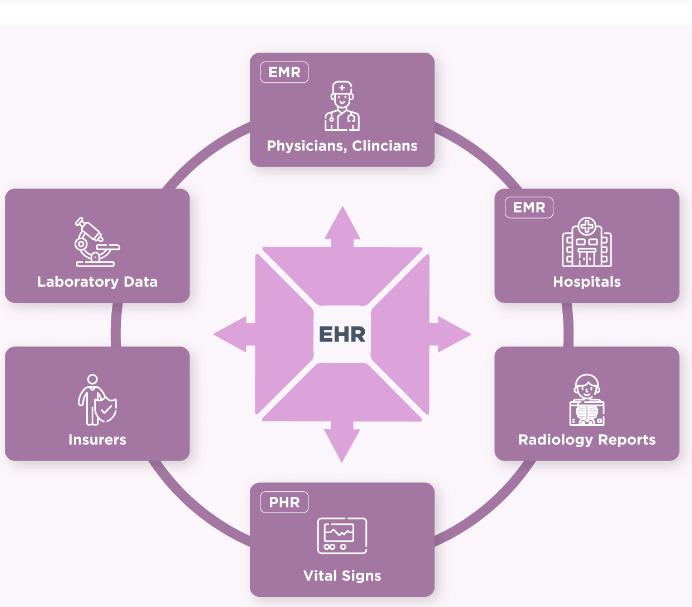 EMR
Physicians, Clincians
EMR
Laboratory Data
Hospitals
EHR
Insurers
Radiology Reports
PHR
Vital Signs